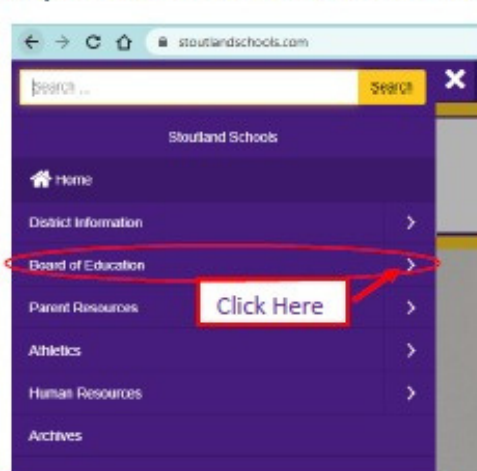 stoutlandschools.com
Search ...
Search
Stoutland Schools
Home
District Information
Board of Education
Click Here
Parent Resources
Athletics
Human Resources
Archives